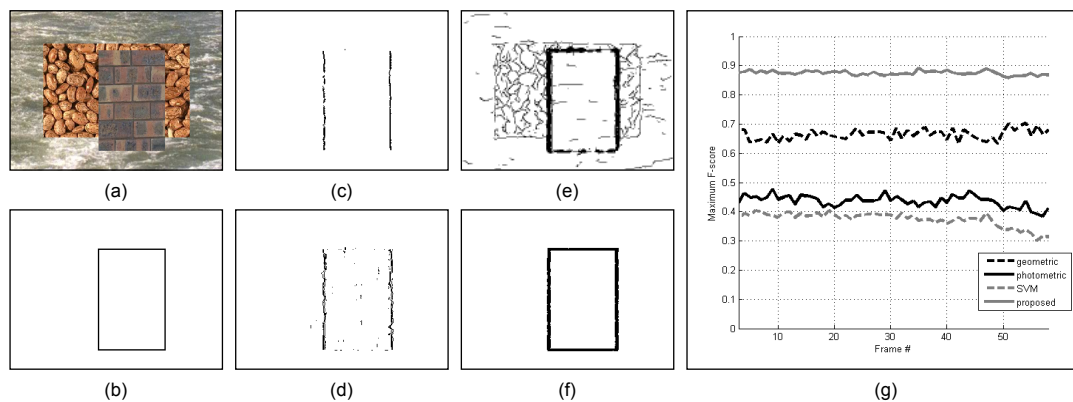 (a)
(c)
(e)
(b)
(d)
(f)
1
0.9
0.8
0.7
0.6
0.5
0.4
0.3
0.2
0.1
0
Maximum F-score
10
20
30
40
50
Frame #
geometric
photometric
SVM
proposed
(g)